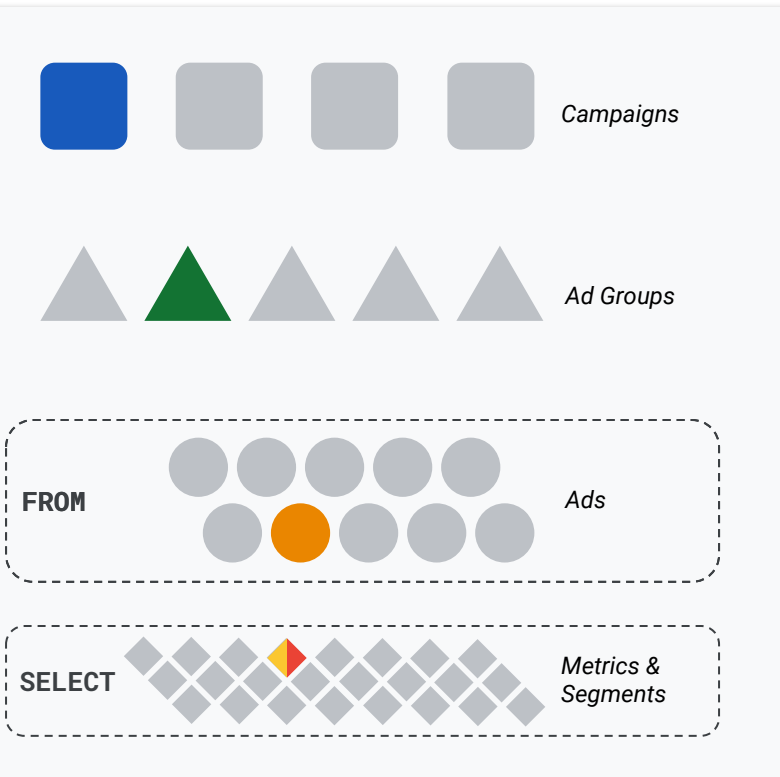 Campaigns
Ad Groups
FROM
Ads
SELECT
Metrics &
Segments